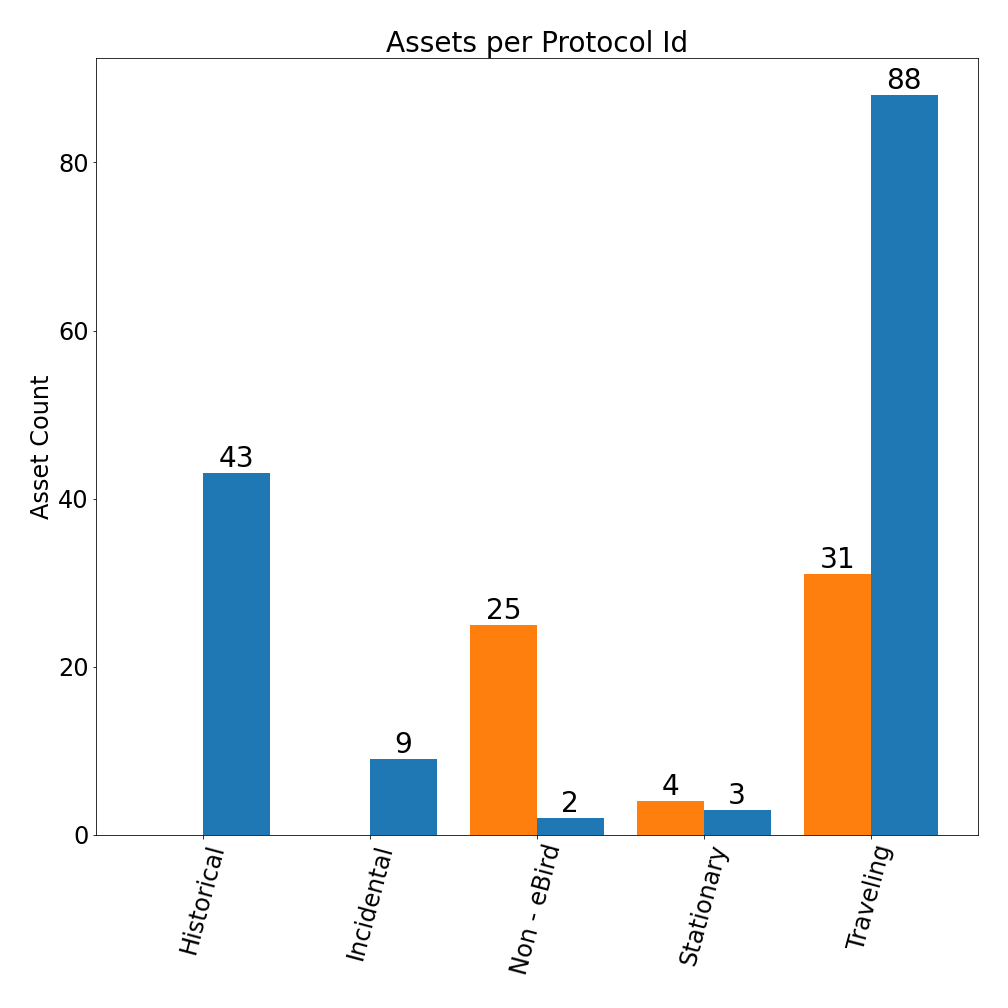 Assets per Protocol Id
88
80
60
43
40
Asset Count
31
25
20
9
4
3
2
0
Historical
Incidental
Non - eBird
Stationary
Traveling